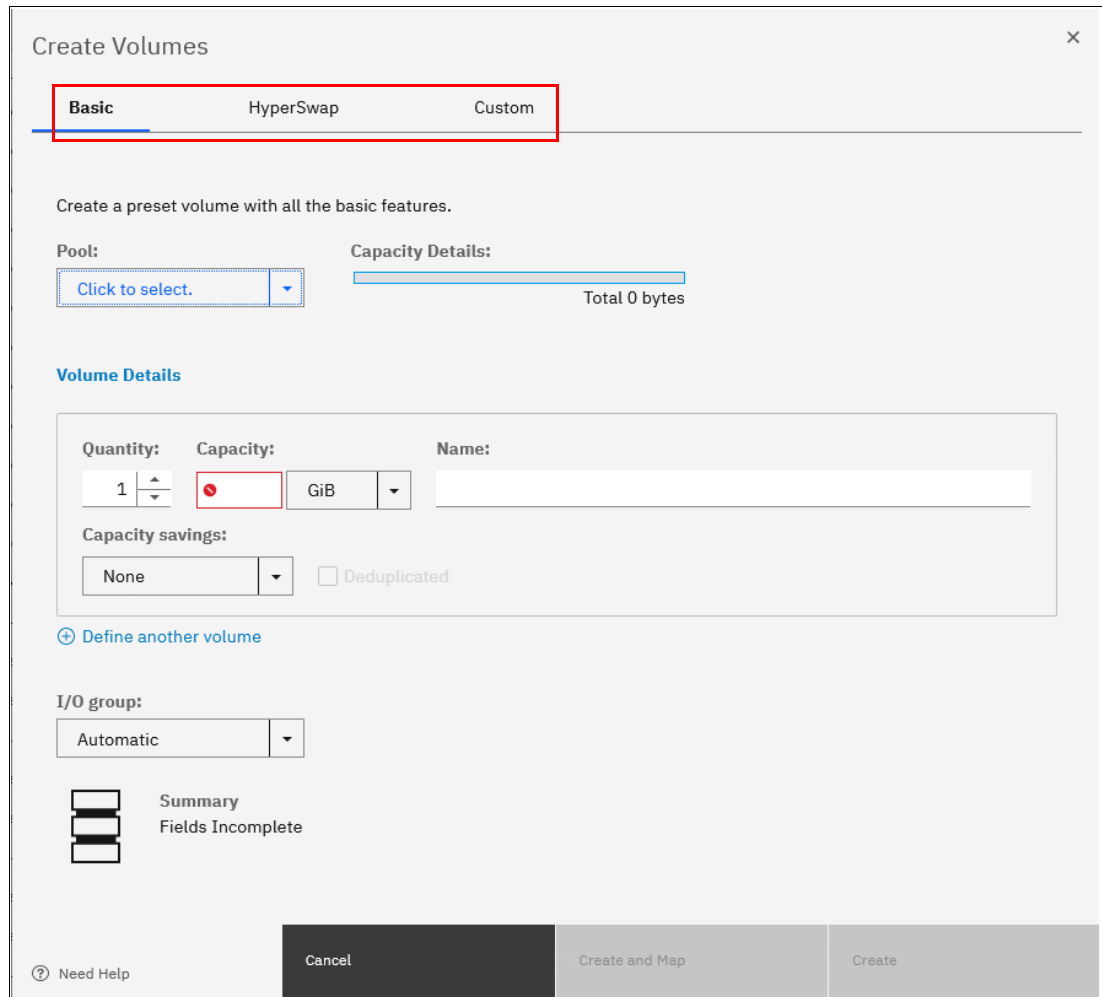 Create Volumes
Basic HyperSwap Custom
Create a preset volume with all the basic features.
Pool: Capacity Details:
Click to select.
Total 0 bytes
Volume Details
Quantity: Capacity: Name:
1 GiB
Capacity savings:
None Deduplicated
Define another volume
I/O group:
Automatic
Summary
Fields Incomplete
Need Help Cancel Create and Map Create